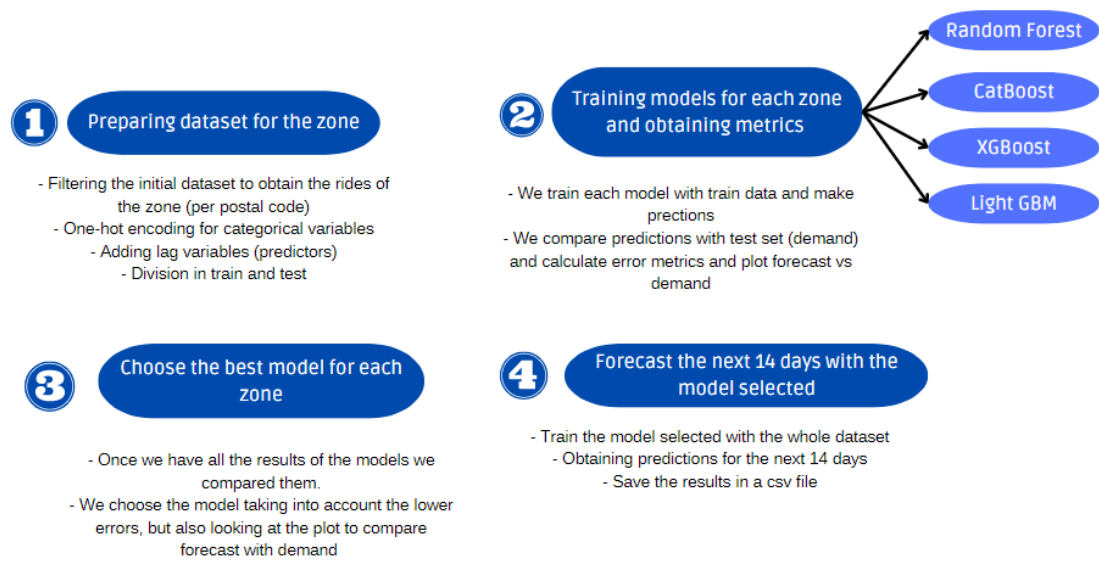 1
Preparing dataset for the zone
- Filtering the initial dataset to obtain the rides of
the zone (per postal code)
- One-hot encoding for categorical variables
- Adding lag variables (predictors)
- Division in train and test
2
Training models for each zone
and obtaining metrics
Random Forest
CatBoost
XGBoost
Light GBM
- We train each model with train data and make
prections
- We compare predictions with test set (demand)
and calculate error metrics and plot forecast vs
demand
3
Choose the best model for each
zone
- Once we have all the results of the models we
compared them.
- We choose the model taking into account the lower
errors, but also looking at the plot to compare
forecast with demand
4
Forecast the next 14 days with the
model selected
- Train the model selected with the whole dataset
- Obtaining predictions for the next 14 days
- Save the results in a csv file